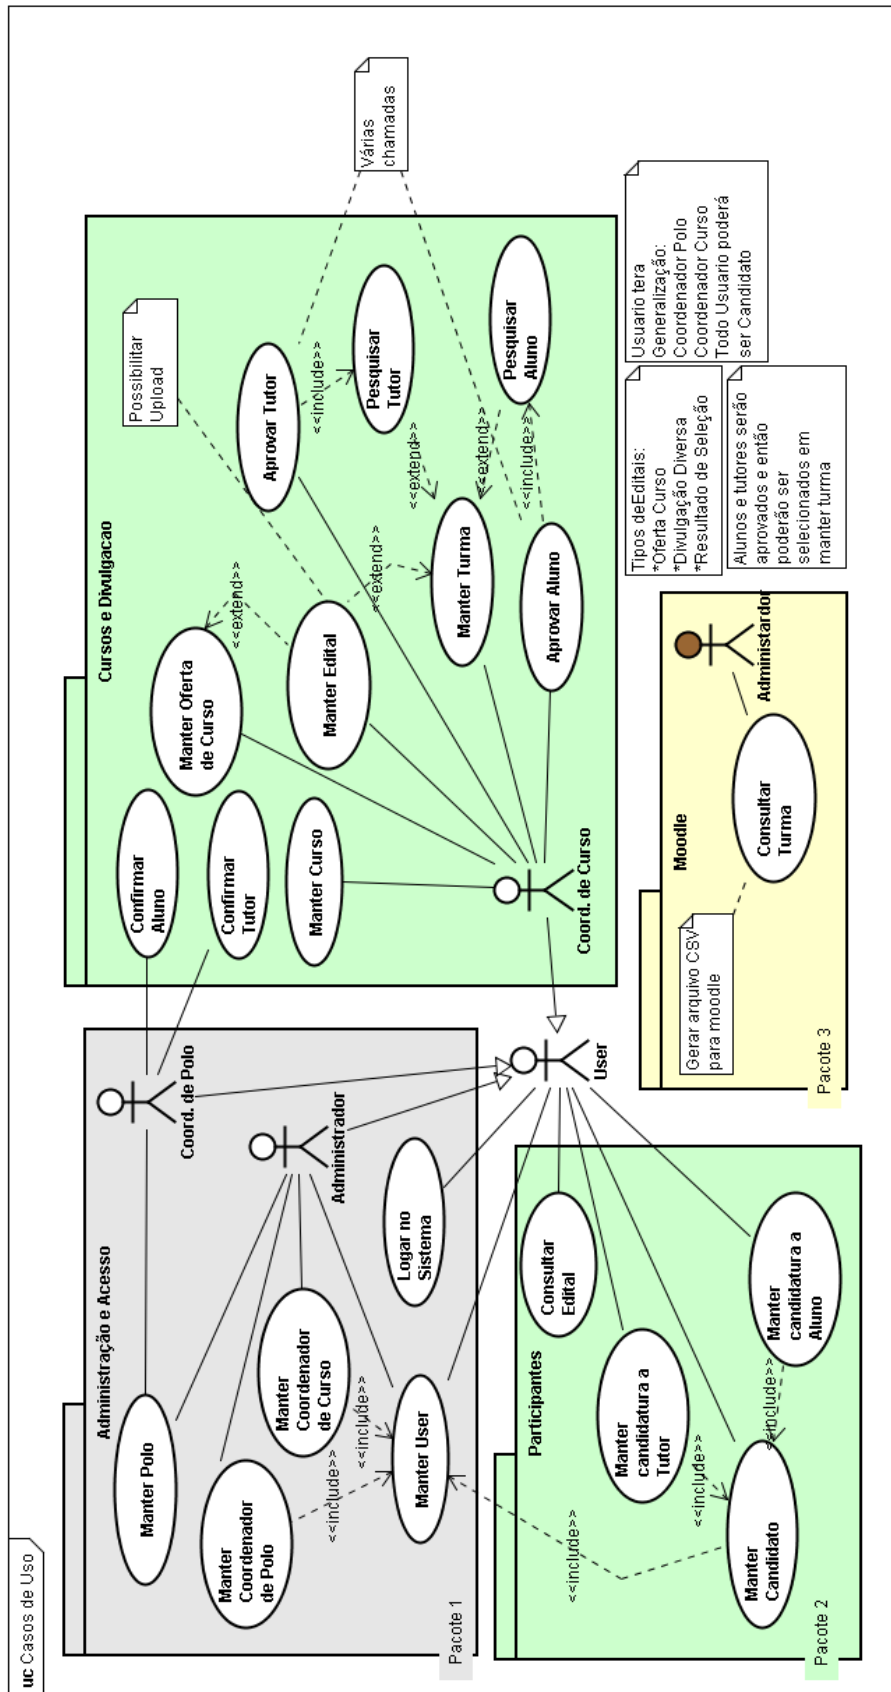 uc Casos de Uso
Administração e Acesso
Manter Polo
Manter
Coordenador
de Polo
Manter
Coordenador
de Curso
<<include>>
<<include>>
Manter User
Logar no
Sistema
Coord. de Polo
Administrador
Pacote 1
Cursos e Divulgacao
Confirmar
Aluno
Confirmar
Tutor
Manter Curso
Manter Oferta
de Curso
<<extend>>
Manter Edital
Possibilitar
Upload
Aprovar Tutor
<<include>>
Pesquisar
Tutor
<<extend>>
<<extend>>
Manter Turma
<<extend>>
<<include>>
Pesquisar
Aluno
Aprovar Aluno
Coord. de Curso
Várias
chamadas
User
Participantes
Consultar
Edital
Manter
candidatura a
Tutor
<<include>>
Manter
candidatura a
Aluno
<<include>>
Manter
Candidato
<<include>>
Pacote 2
Moodle
Gerar arquivo CSV
para moodle
Consultar
Turma
Administardor
Pacote 3
Tipos deEditais:
*Oferta Curso
*Divulgação Diversa
*Resultado de Seleção
Usuario tera
Generalização:
Coordenador Polo
Coordenador Curso
Todo Usuario poderá
ser Candidato
Alunos e tutores serão
aprovados e então
poderão ser
selecionados em
manter turma